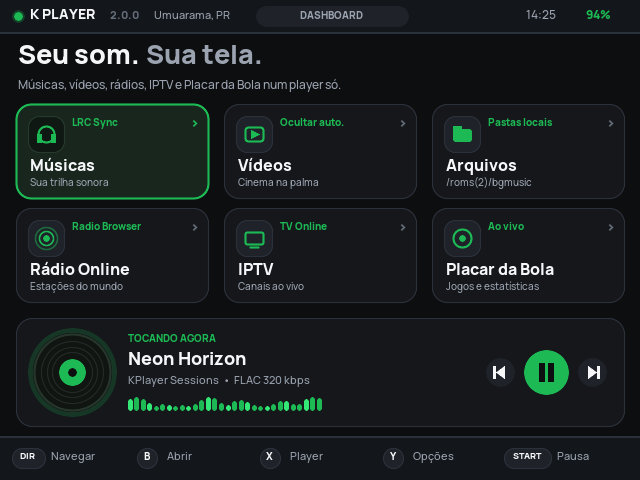 K PLAYER 2.0.0 Umuarama, PR DASHBOARD 14:25 94%
Seu som. Sua tela.
Músicas, vídeos, rádios, IPTV e Placar da Bola num player só.
LRC Sync
Músicas
Sua trilha sonora
Ocultar auto.
Vídeos
Cinema na palma
Pastas locais
Arquivos
/roms(2)/bgmusic
Radio Browser
Rádio Online
Estações do mundo
TV Online
IPTV
Canais ao vivo
Ao vivo
Placar da Bola
Jogos e estatísticas
TOCANDO AGORA
Neon Horizon
KPlayer Sessions • FLAC 320 kbps
DIR Navegar B Abrir X Player Y Opções START Pausa